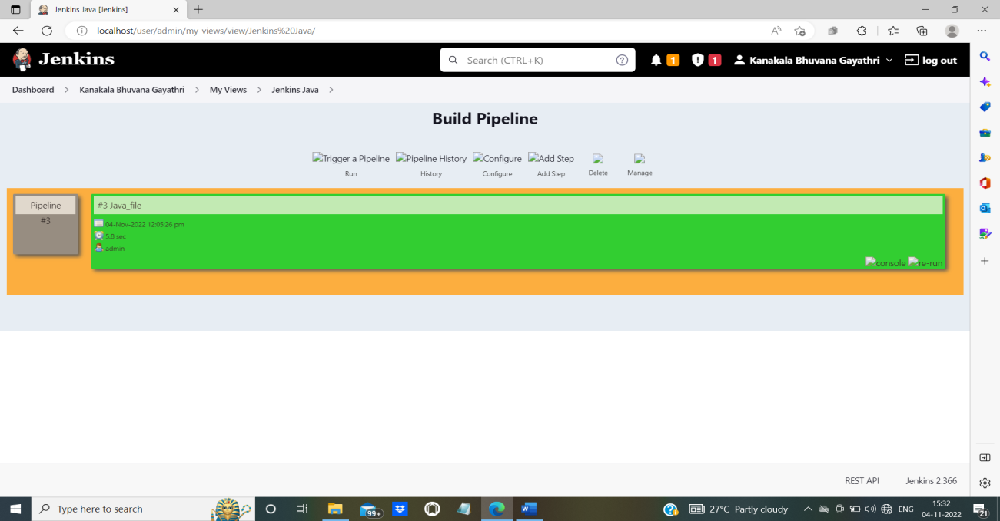 Jenkins Java [Jenkins]
localhost/user/admin/my-views/view/Jenkins%20Java/
Jenkins
Search (CTRL+K)
1
1
Kanakala Bhuvana Gayathri
log out
Dashboard > Kanakala Bhuvana Gayathri > My Views > Jenkins Java >
Build Pipeline
Trigger a Pipeline Pipeline History Configure Add Step
Run History Configure Add Step Delete Manage
Pipeline
#3
#3 Java_file
04-Nov-2022 12:05:26 pm
5.8 sec
admin
console re-run
REST API Jenkins 2.366
Type here to search
99+
27°C Partly cloudy
ENG
15:32
04-11-2022
21